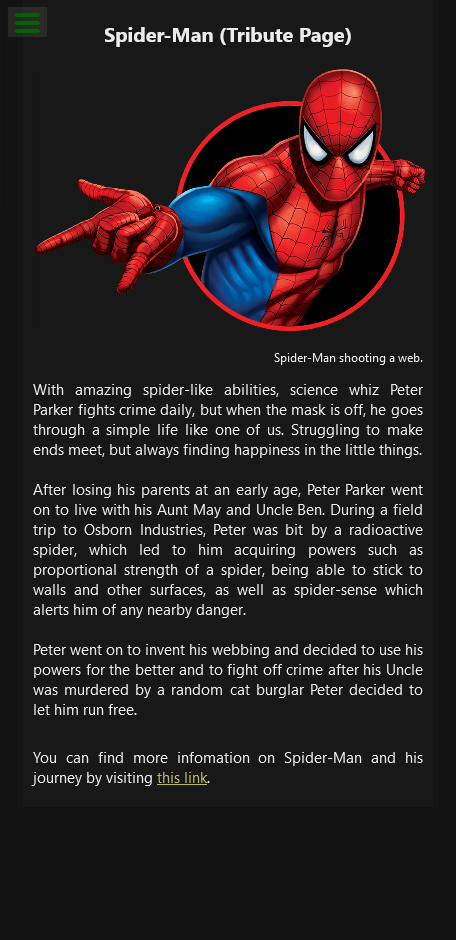 Spider-Man (Tribute Page)
Spider-Man shooting a web.
With amazing spider-like abilities, science whiz Peter
Parker fights crime daily, but when the mask is off, he goes
through a simple life like one of us. Struggling to make
ends meet, but always finding happiness in the little things.
After losing his parents at an early age, Peter Parker went
on to live with his Aunt May and Uncle Ben. During a field
trip to Osborn Industries, Peter was bit by a radioactive
spider, which led to him acquiring powers such as
proportional strength of a spider, being able to stick to
walls and other surfaces, as well as spider-sense which
alerts him of any nearby danger.
Peter went on to invent his webbing and decided to use his
powers for the better and to fight off crime after his Uncle
was murdered by a random cat burglar Peter decided to
let him run free.
You can find more infomation on Spider-Man and his
journey by visiting this link.